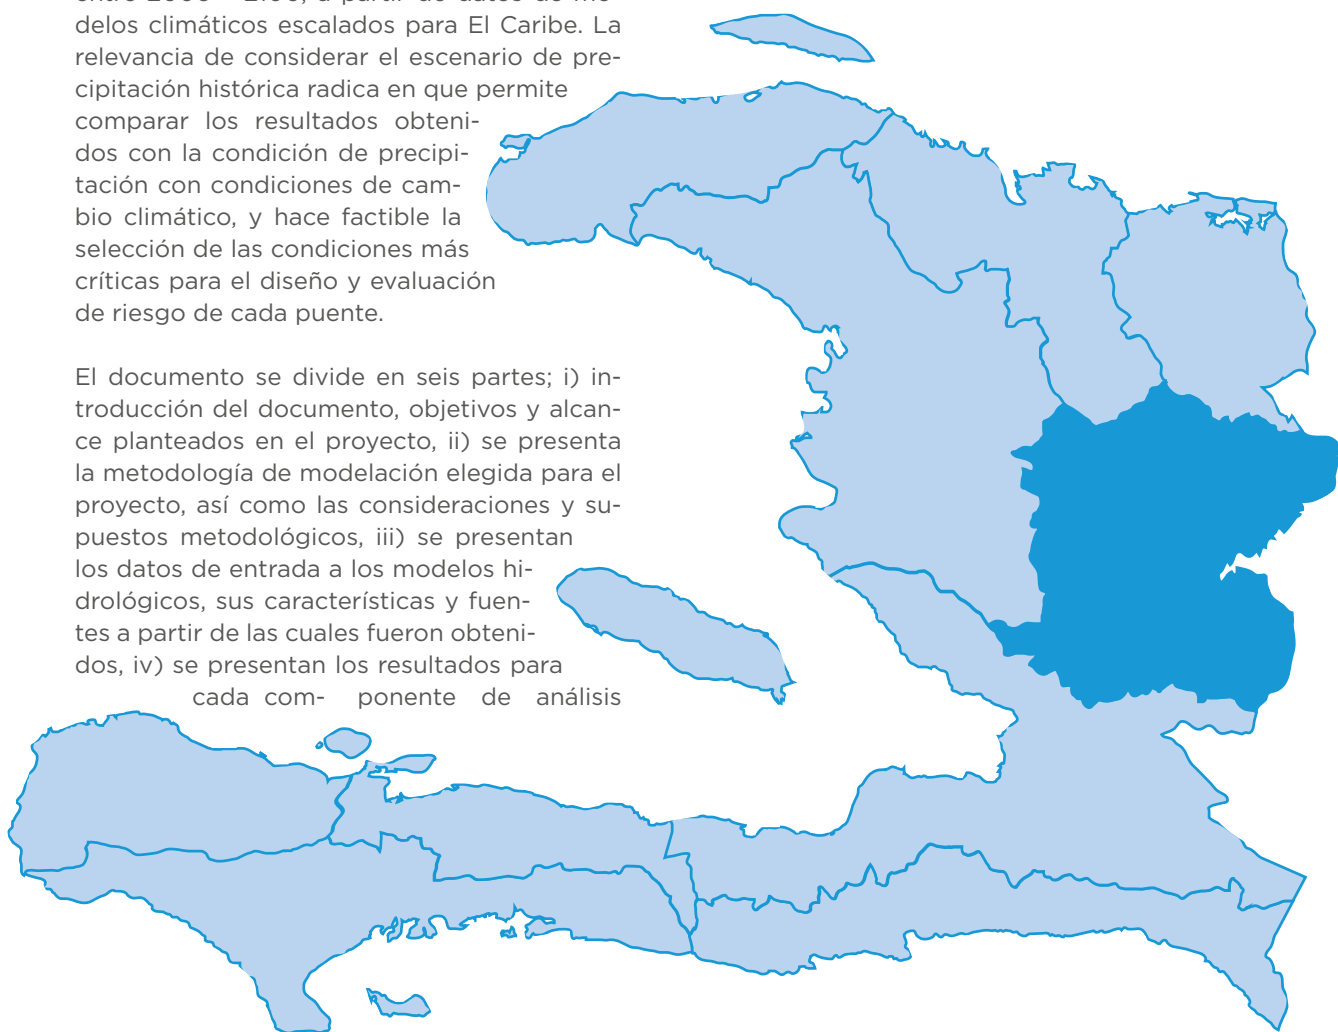 delos climáticos escalados para El Caribe. La
relevancia de considerar el escenario de pre-
cipitación histórica radica en que permite
comparar los resultados obteni-
dos con la condición de precipi-
tación con condiciones de cam-
bio climático, y hace factible la
selección de las condiciones más
críticas para el diseño y evaluación
de riesgo de cada puente.
El documento se divide en seis partes; i) in-
troducción del documento, objetivos y alcan-
ce planteados en el proyecto, ii) se presenta
la metodología de modelación elegida para el
proyecto, así como las consideraciones y su-
puestos metodológicos, iii) se presentan
los datos de entrada a los modelos hi-
drológicos, sus características y fuen-
tes a partir de las cuales fueron obteni-
dos, iv) se presentan los resultados para
cada com- ponente de análisis